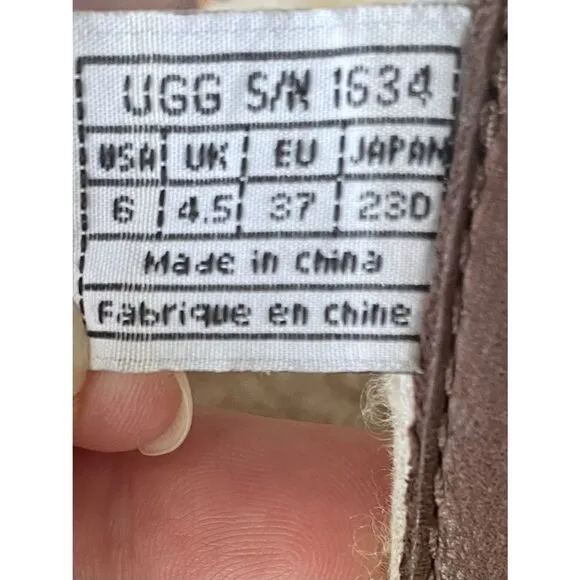 UGG S/N 1634
USA UK EU JAPAN
6 4.5 37 230
Made in China
Fabrique en Chine